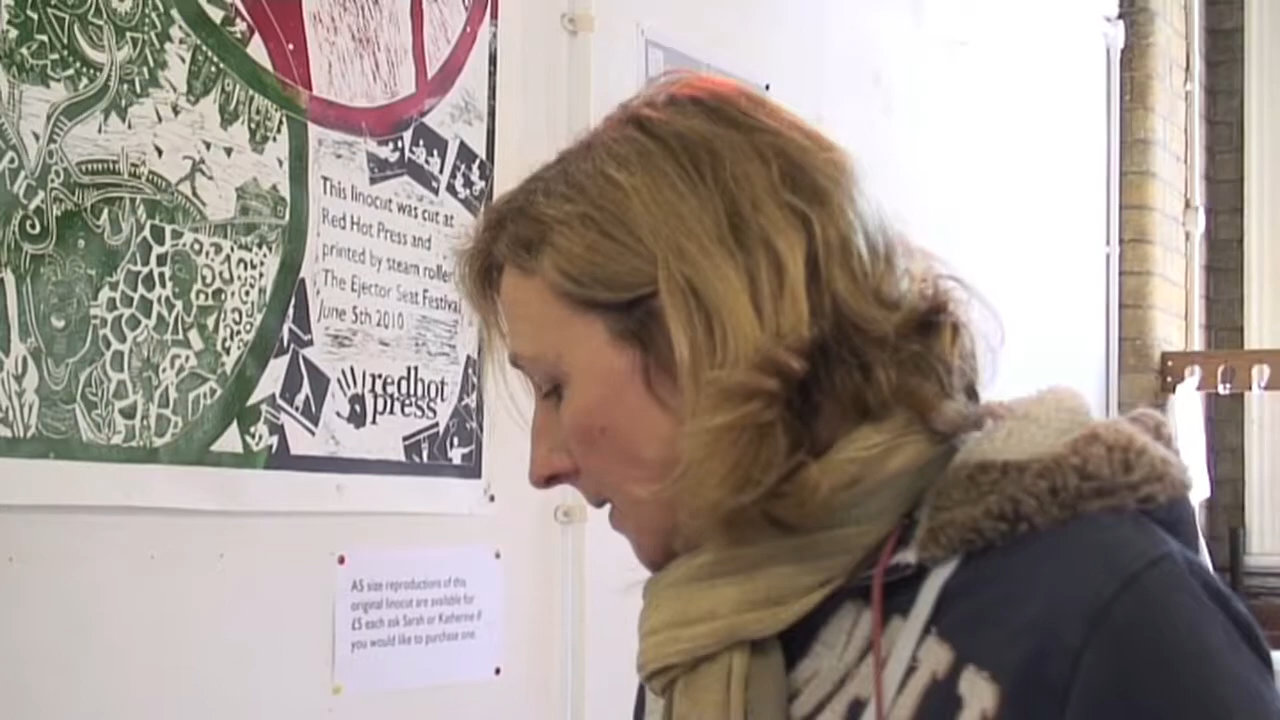 This linocut was cut at
Red Hot Press and
printed by steam roller
The Ejector Seat Festival
June 5th 2010
redhot
press
A5 size reproductions of this
original linocut are available for
£5 each ask Sarah or Katherine if
you would like to purchase one.